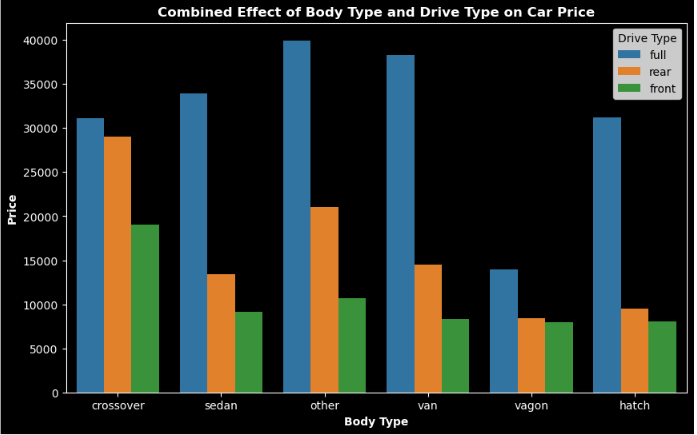 Combined Effect of Body Type and Drive Type on Car Price
Drive Type
full
rear
front
Price
40000
35000
30000
25000
20000
15000
10000
5000
0
crossover sedan other van vagon hatch
Body Type